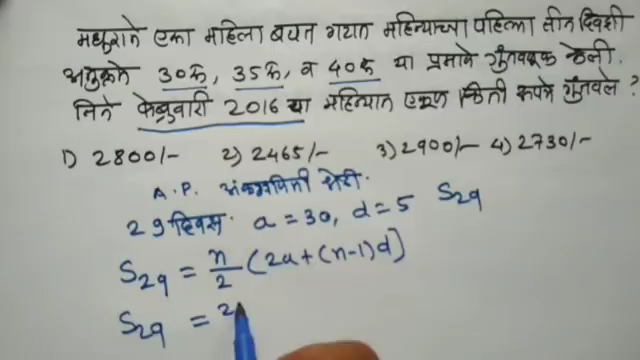 मधुराने एका महिला बचत गटात महिन्याच्या पहिल्या तीन दिवशी
अनुक्रमे 30रु, 35रु, व 40रु या प्रमाणे गुंतवणूक केली.
तिने फेब्रुवारी 2016 या महिन्यात एकूण किती रुपये गुंतवले ?
1) 2800/- 2) 2465/- 3) 2900/- 4) 2730/-
A.P. अंकगणिती श्रेढी.
29 दिवस. a = 30, d = 5 S29
S29 = n/2 (2a + (n-1)d)
S29 = 2